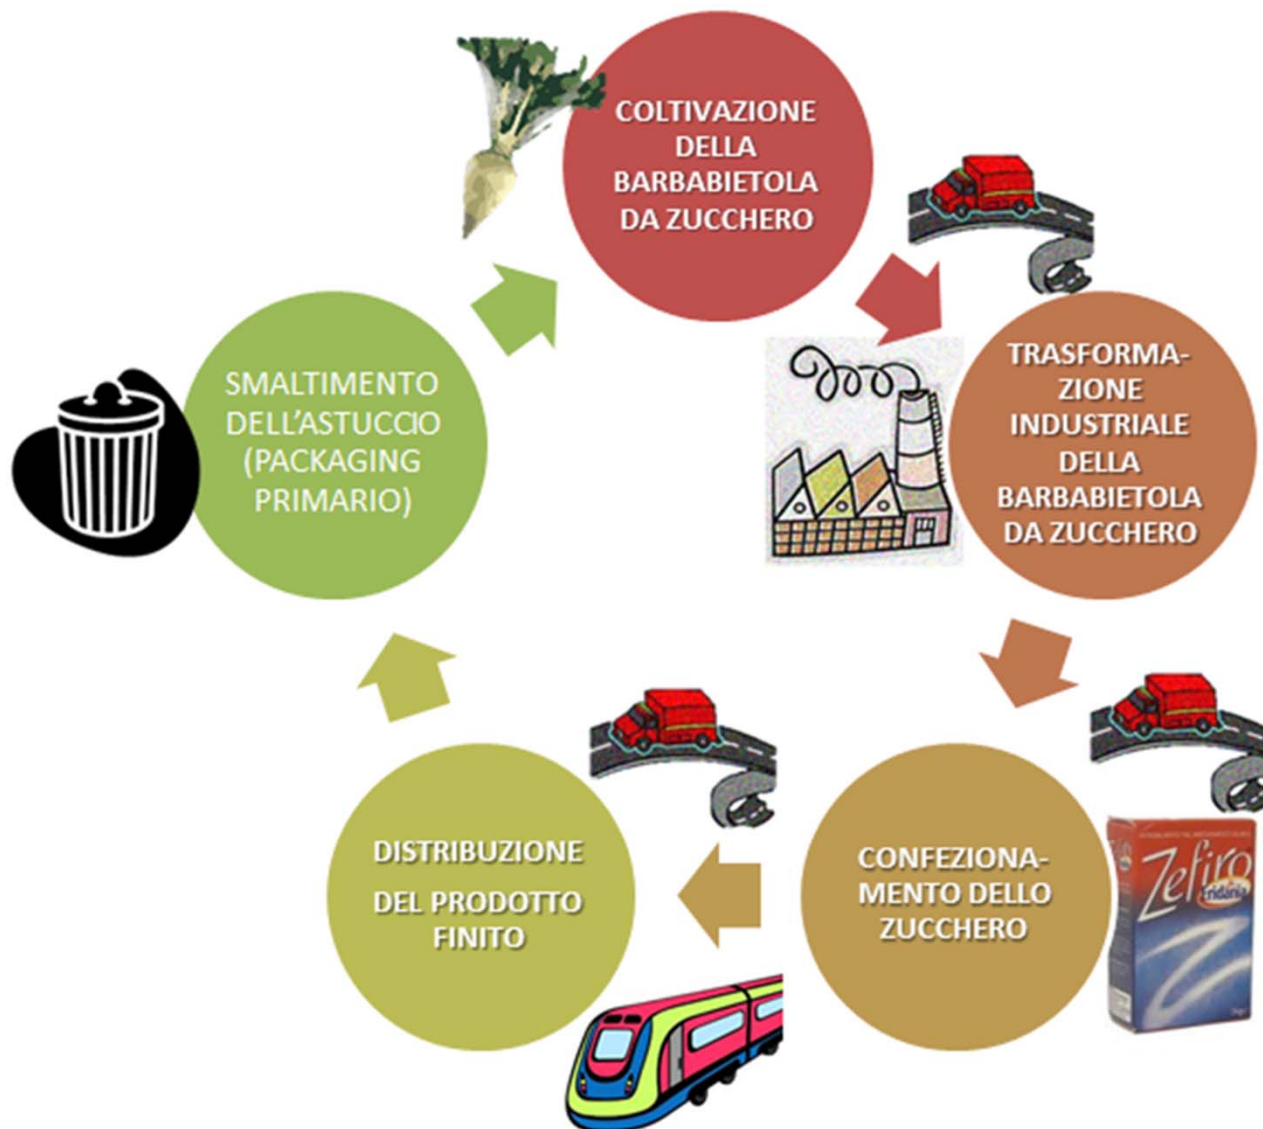 COLTIVAZIONE
DELLA
BARBABIETOLA
DA ZUCCHERO
TRASFORMA-
ZIONE
INDUSTRIALE
DELLA
BARBABIETOLA
DA ZUCCHERO
CONFEZIONA-
MENTO DELLO
ZUCCHERO
Zefiro
Eridania
DISTRIBUZIONE
DEL PRODOTTO
FINITO
SMALTIMENTO
DELL'ASTUCCIO
(PACKAGING
PRIMARIO)